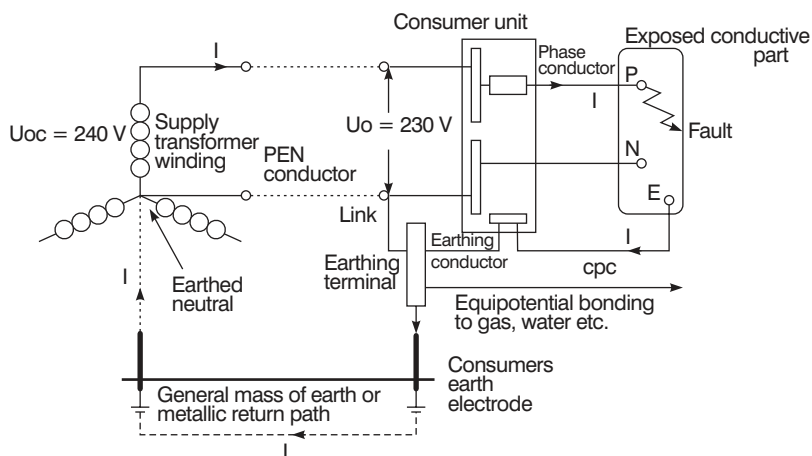 Consumer unit
Exposed conductive
part
I
Phase
conductor
P
I
Fault
Uoc = 240 V
Supply
transformer
winding
Uo = 230 V
PEN
conductor
N
E
Link
Earthing
conductor
I
cpc
Earthing
terminal
I
Earthed
neutral
Equipotential bonding
to gas, water etc.
Consumers
earth
electrode
General mass of earth or
metallic return path
I